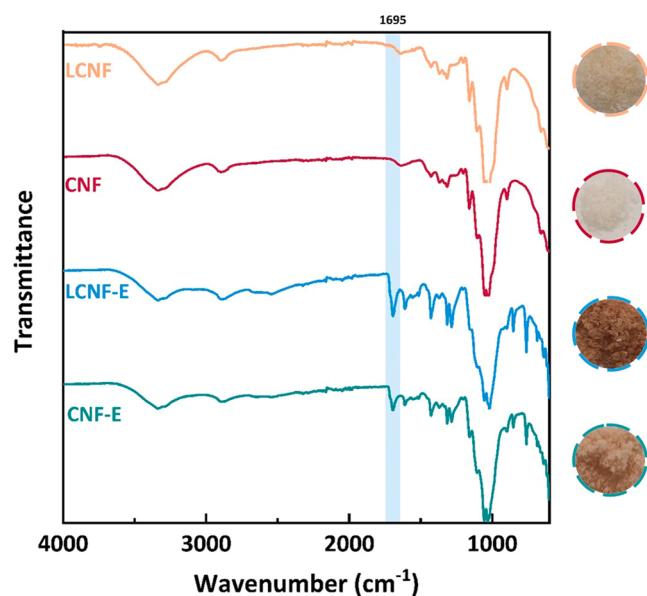 1695
LCNF
CNF
LCNF-E
CNF-E
Transmittance
4000 3000 2000 1000
Wavenumber (cm⁻¹)